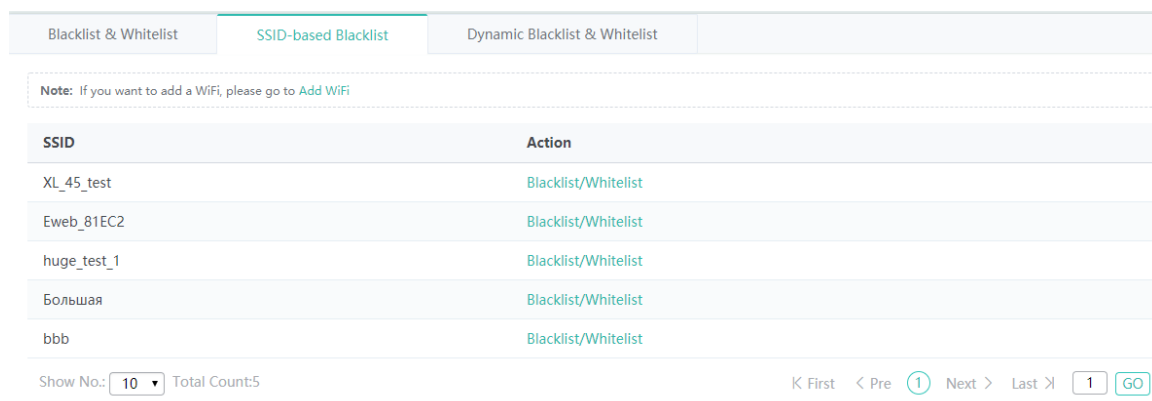 Blacklist & Whitelist SSID-based Blacklist Dynamic Blacklist & Whitelist
Note: If you want to add a WiFi, please go to Add WiFi
SSID Action
XL_45_test Blacklist/Whitelist
Eweb_81EC2 Blacklist/Whitelist
huge_test_1 Blacklist/Whitelist
Большая Blacklist/Whitelist
bbb Blacklist/Whitelist
Show No.: 10 Total Count:5 First Pre 1 Next Last 1 GO